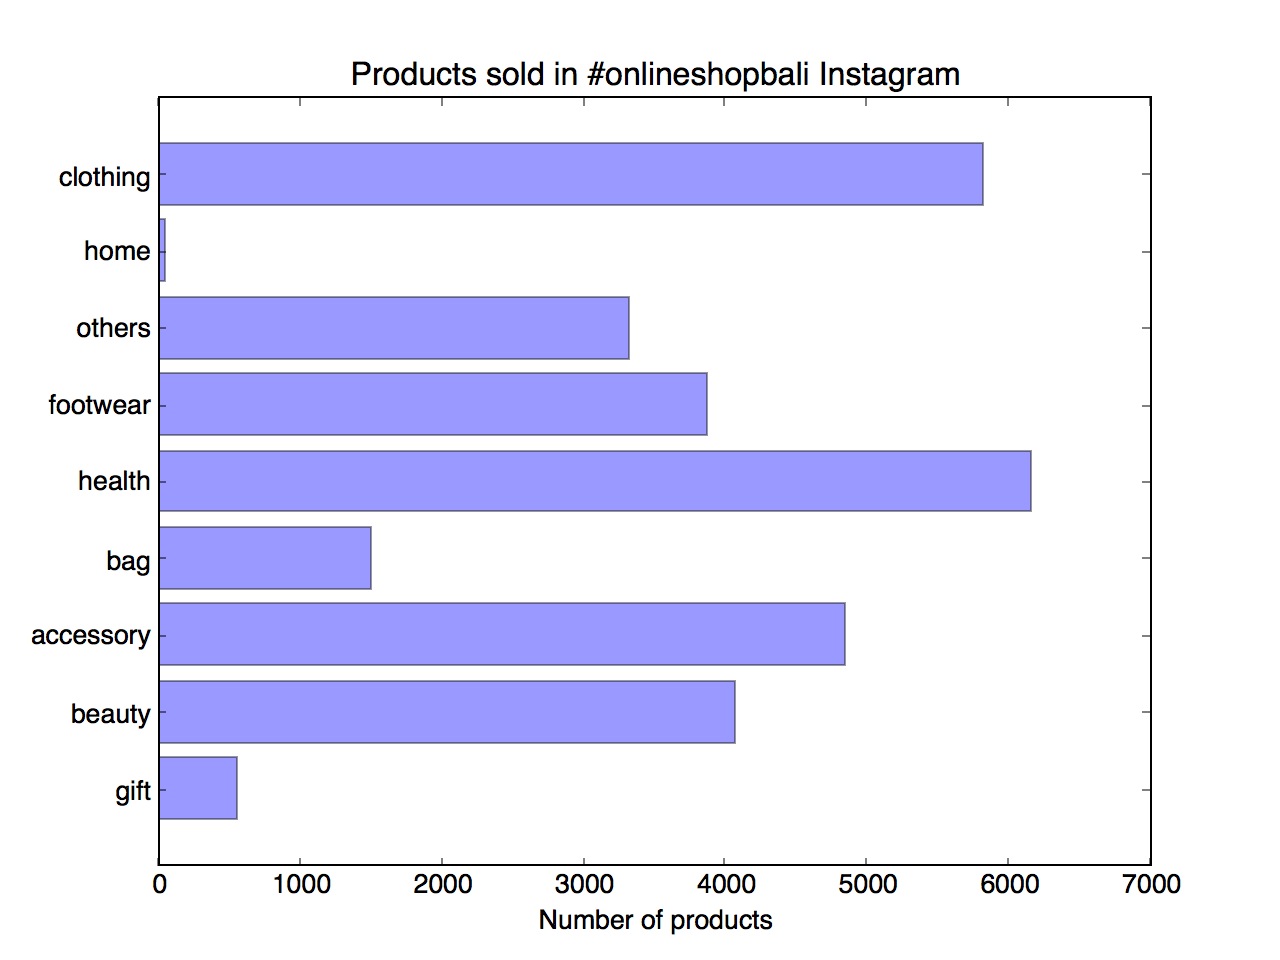 Products sold in #onlineshopbali Instagram
clothing
home
others
footwear
health
bag
accessory
beauty
gift
0 1000 2000 3000 4000 5000 6000 7000
Number of products